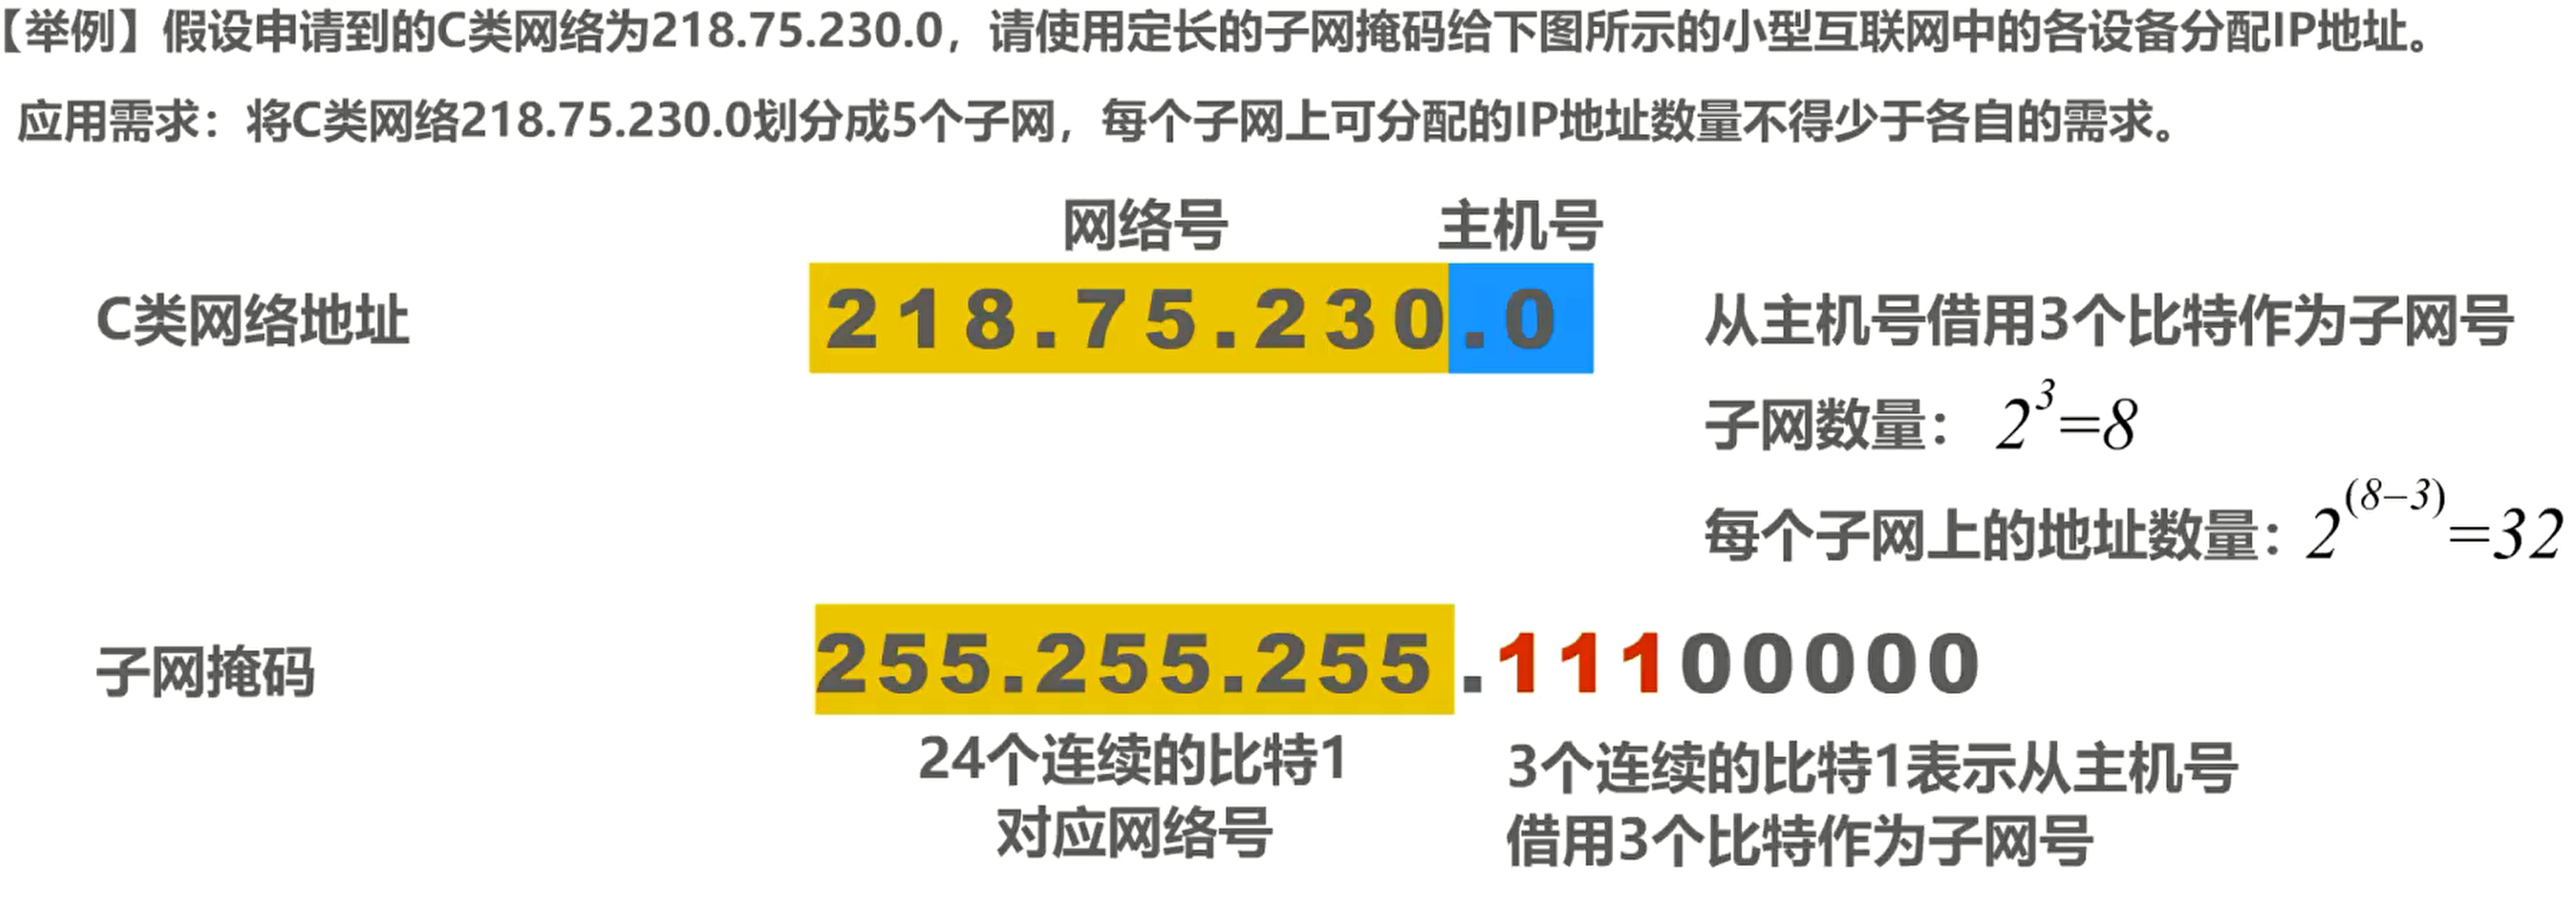 【举例】假设申请到的C类网络为218.75.230.0，请使用定长的子网掩码给下图所示的小型互联网中的各设备分配IP地址。
应用需求：将C类网络218.75.230.0划分成5个子网，每个子网上可分配的IP地址数量不得少于各自的需求。
网络号 主机号
C类网络地址 218.75.230.0 从主机号借用3个比特作为子网号
子网数量： 2^3=8
每个子网上的地址数量：2^(8-3)=32
子网掩码 255.255.255.11100000
24个连续的比特1 3个连续的比特1表示从主机号
对应网络号 借用3个比特作为子网号